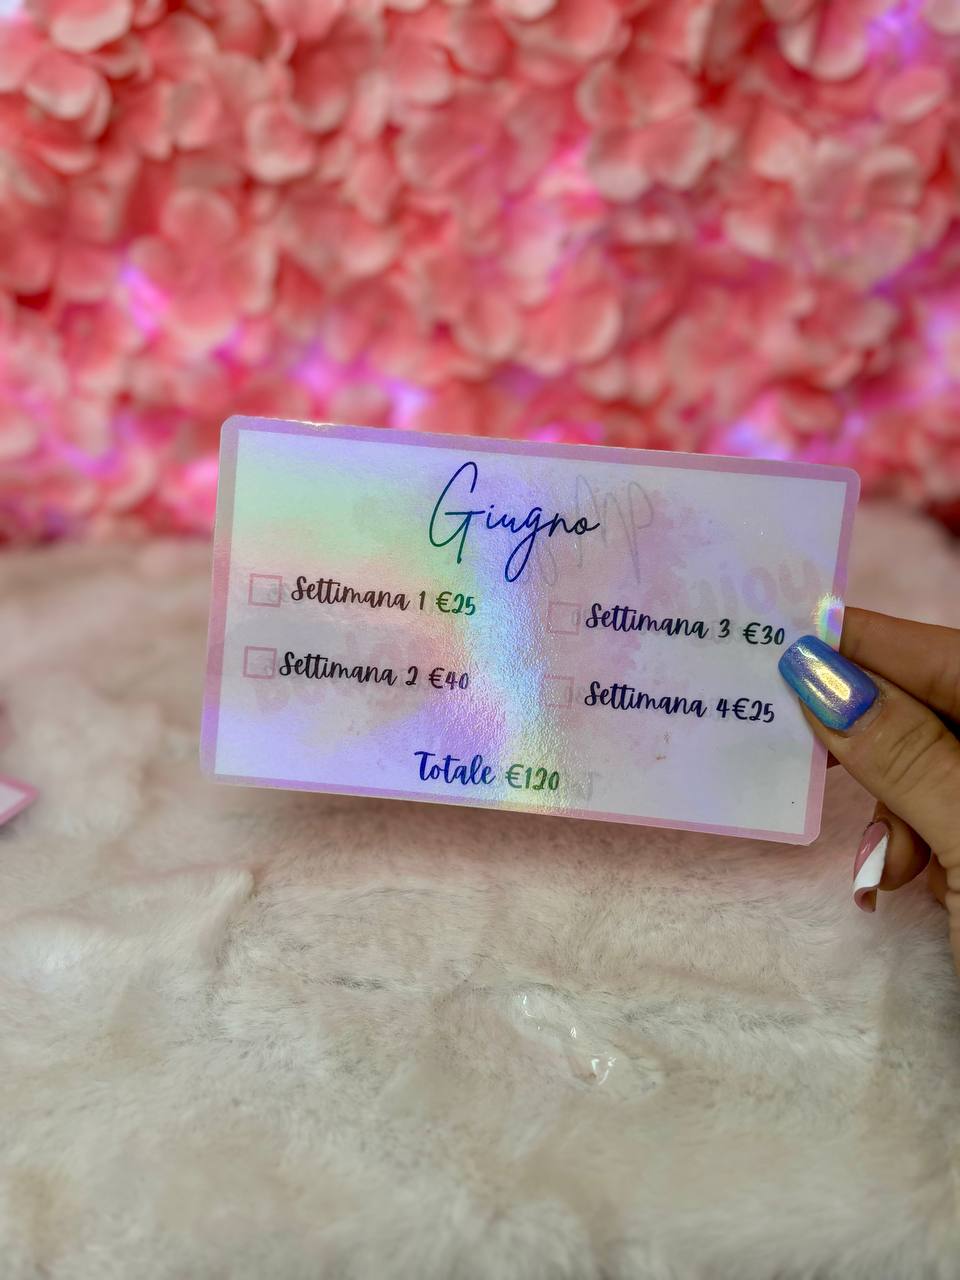 Giugno
Settimana 1 €25
Settimana 2 €40
Settimana 3 €30
Settimana 4€25
Totale €120